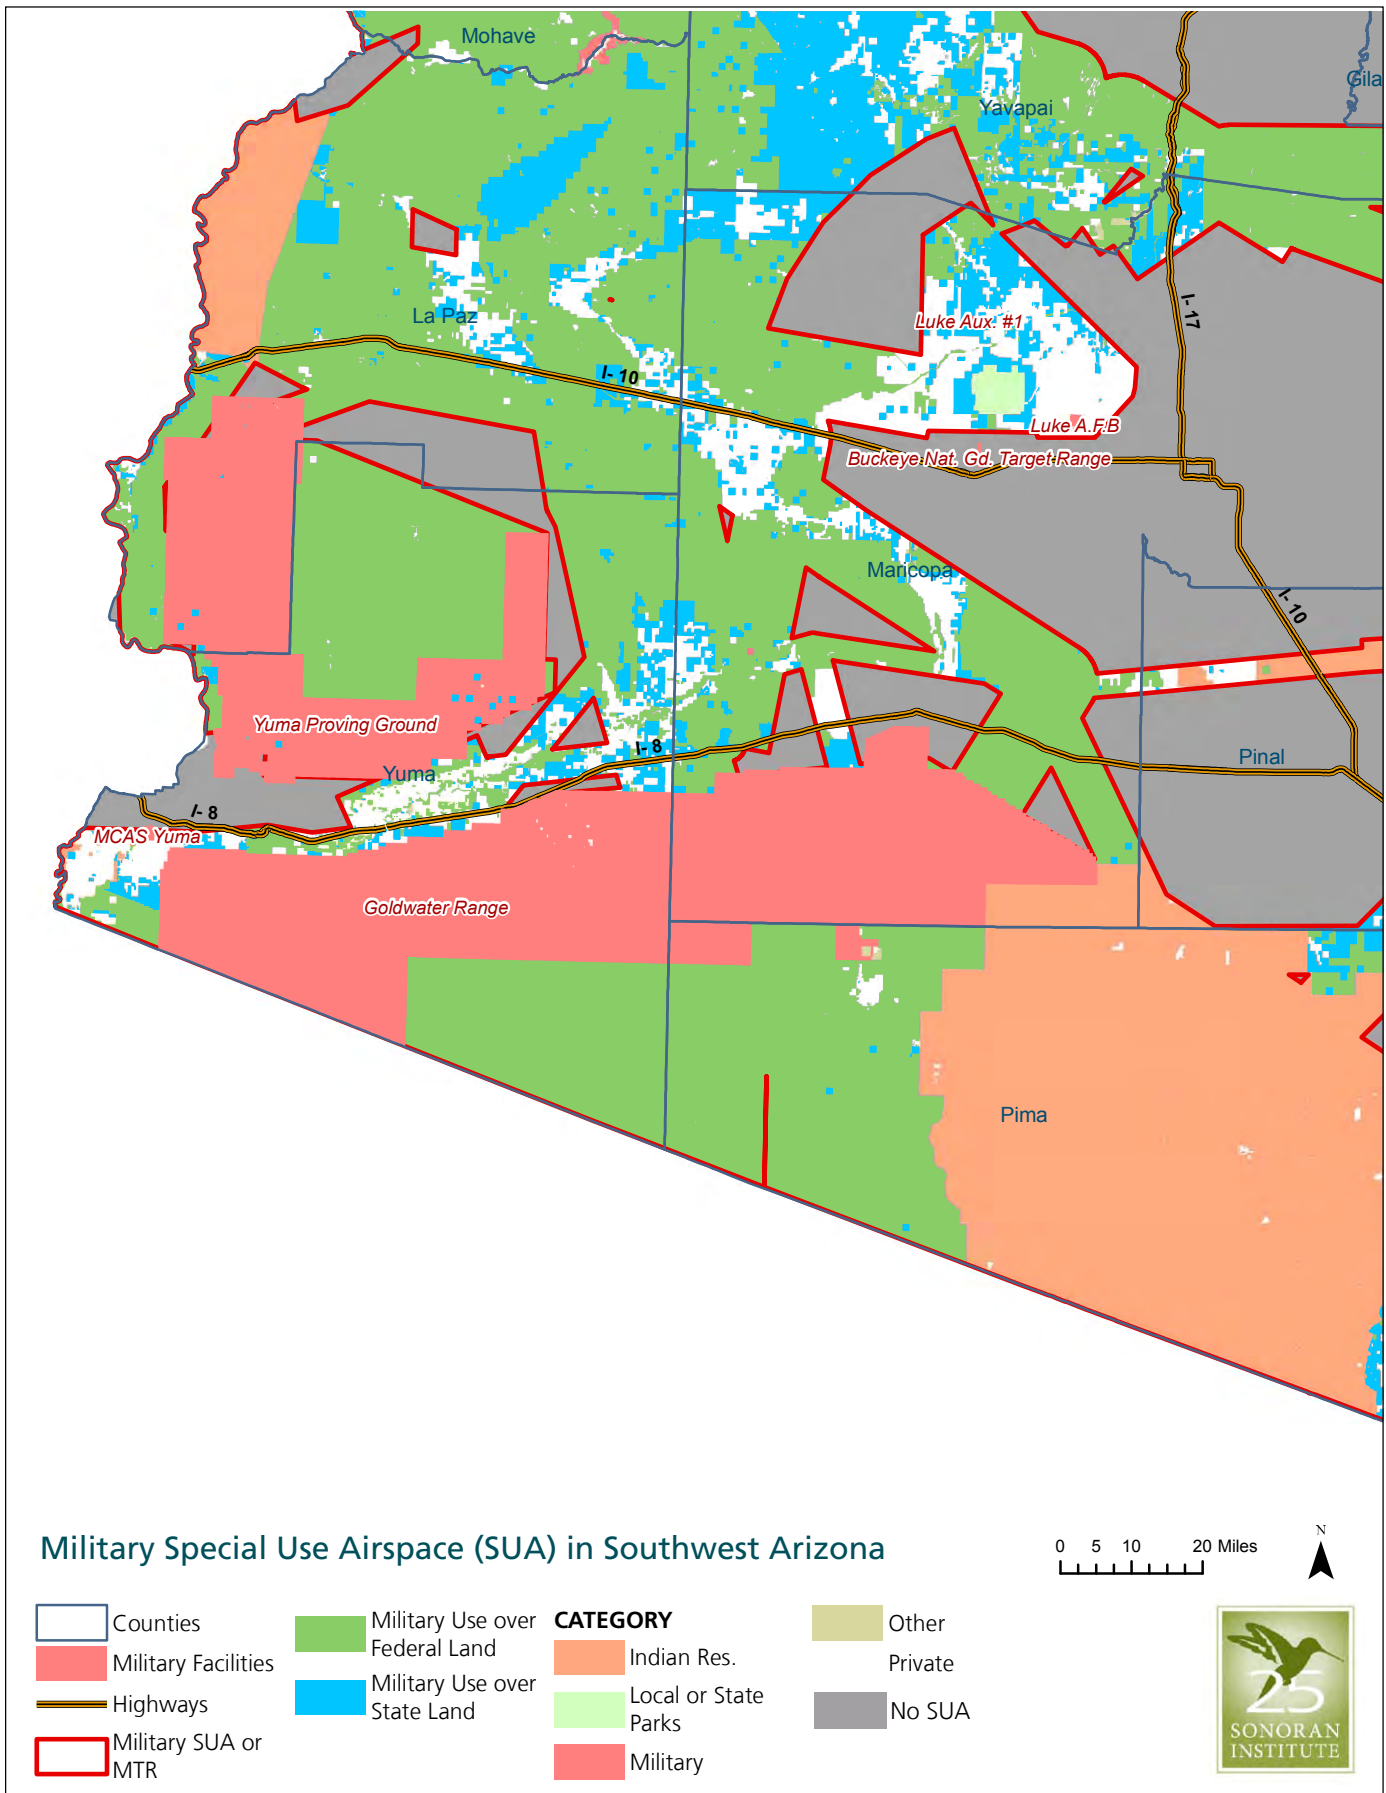 Mohave
Gila
Yavapai
I-17
La Paz
Luke Aux. #1
I- 10
Luke A.F.B
Buckeye Nat. Gd. Target Range
Maricopa
I- 10
Yuma Proving Ground
I- 8
Pinal
Yuma
I- 8
MCAS Yuma
Goldwater Range
Pima
Military Special Use Airspace (SUA) in Southwest Arizona
0 5 10 20 Miles
N
Counties
Military Facilities
Highways
Military SUA or
MTR
Military Use over
Federal Land
Military Use over
State Land
CATEGORY
Indian Res.
Local or State
Parks
Military
Other
Private
No SUA
25
SONORAN
INSTITUTE